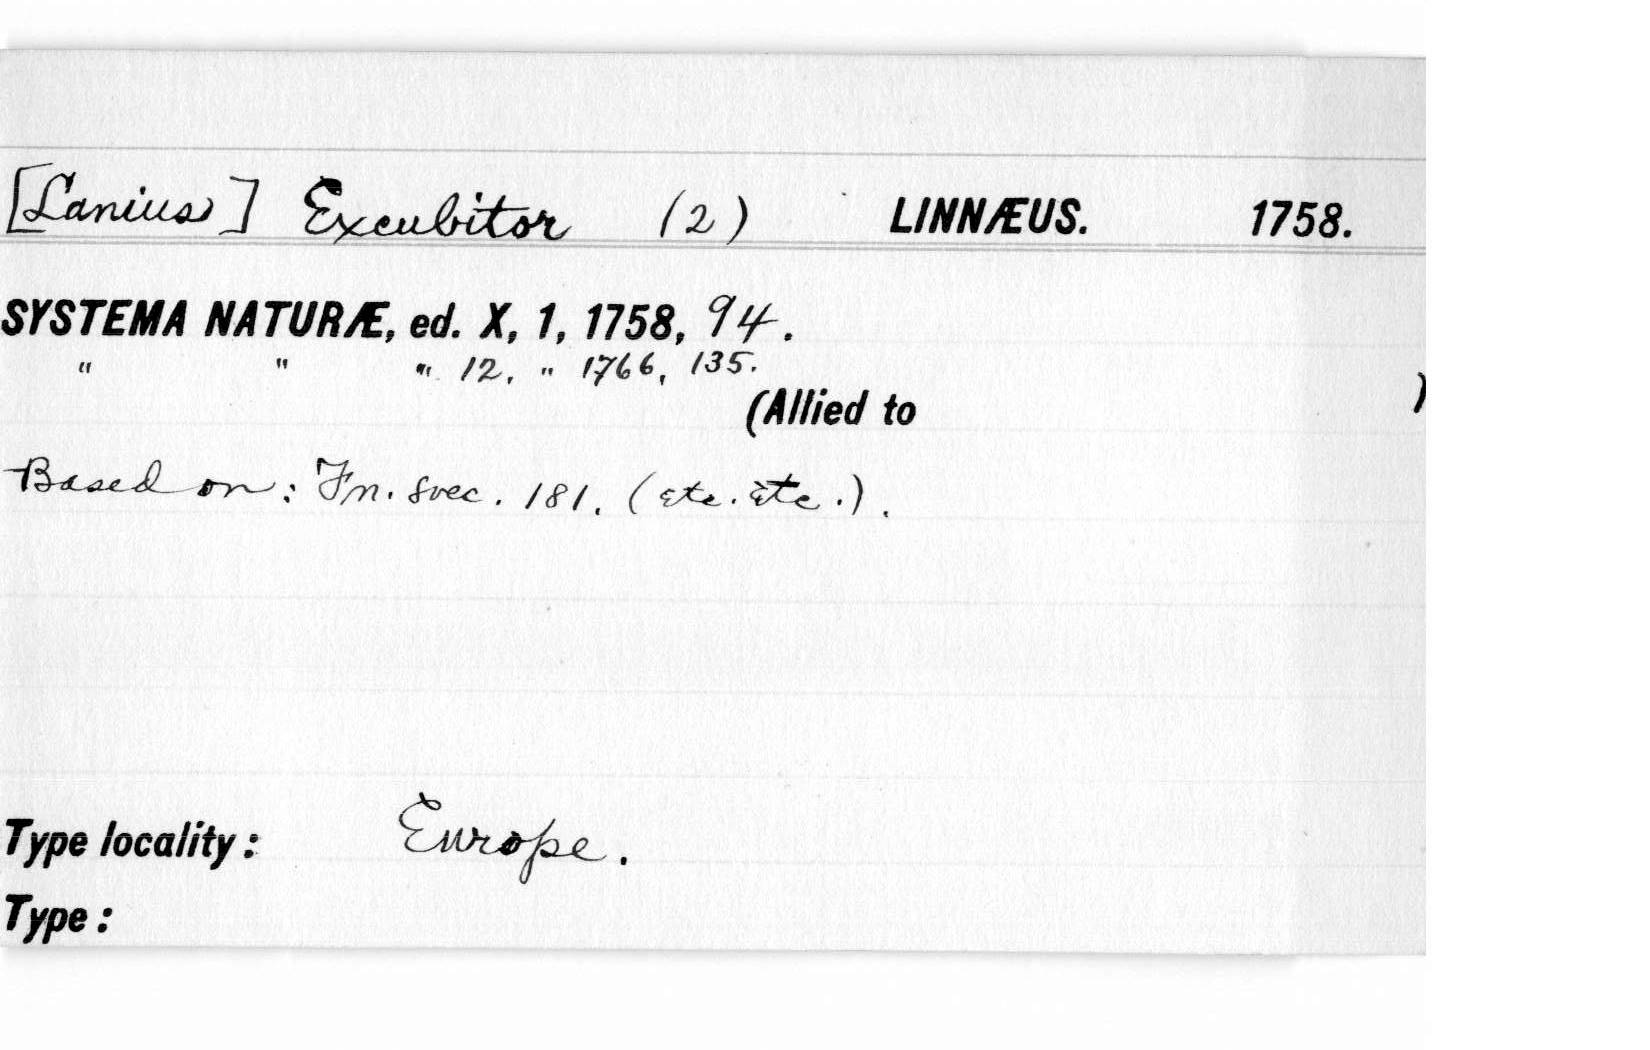 [Lanius] Excubitor (2) LINNÆUS. 1758.
SYSTEMA NATURÆ, ed. X, 1, 1758, 94.
" " " 12, " 1766, 135.
(Allied to )
Based on: Fn. svec. 181. (etc. etc.).
Type locality: Europe.
Type: